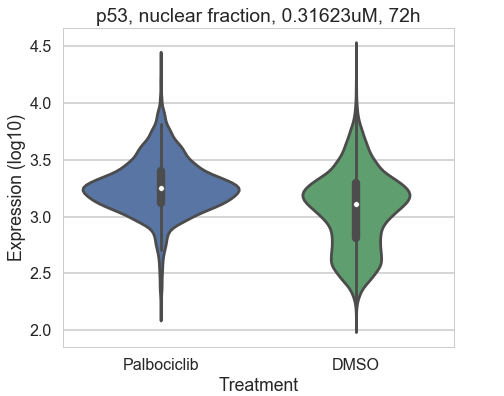 p53, nuclear fraction, 0.31623uM, 72h
Expression (log10)
4.5
4.0
3.5
3.0
2.5
2.0
Palbociclib
DMSO
Treatment